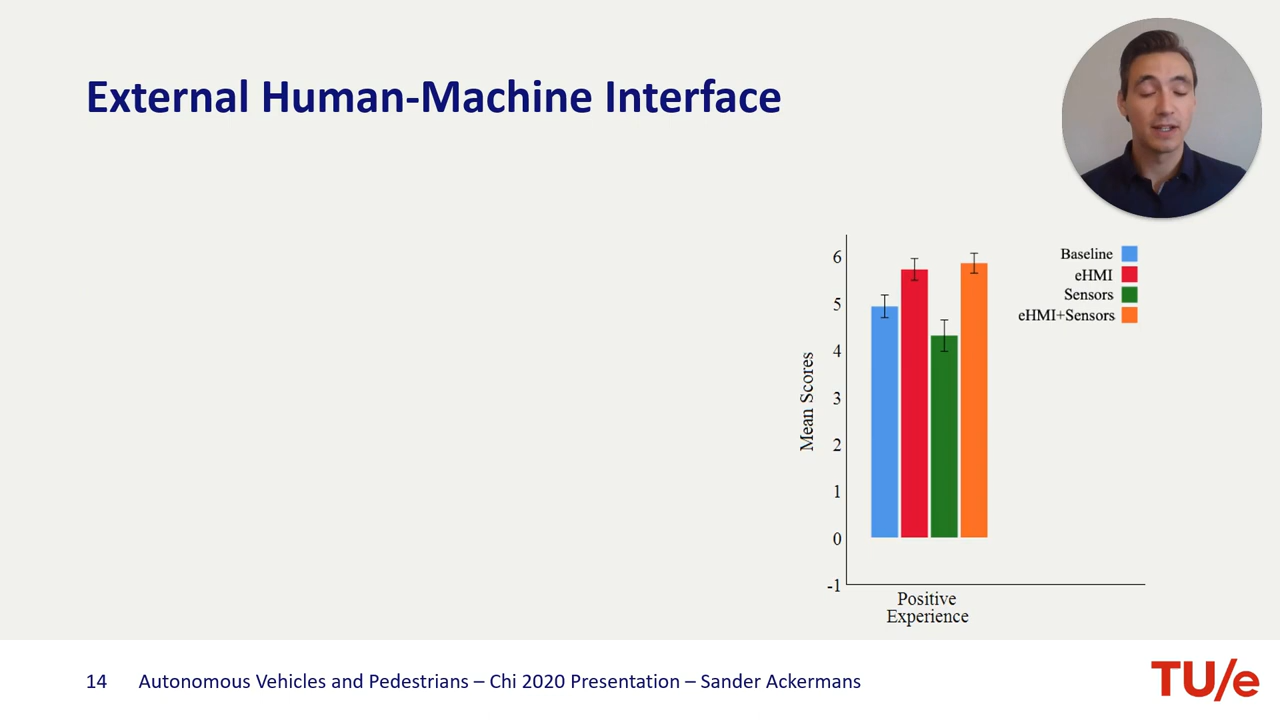 External Human-Machine Interface
6
5
4
3
2
1
0
-1
Mean Scores
Baseline
eHMI
Sensors
eHMI+Sensors
Positive
Experience
14 Autonomous Vehicles and Pedestrians – Chi 2020 Presentation – Sander Ackermans
TU/e